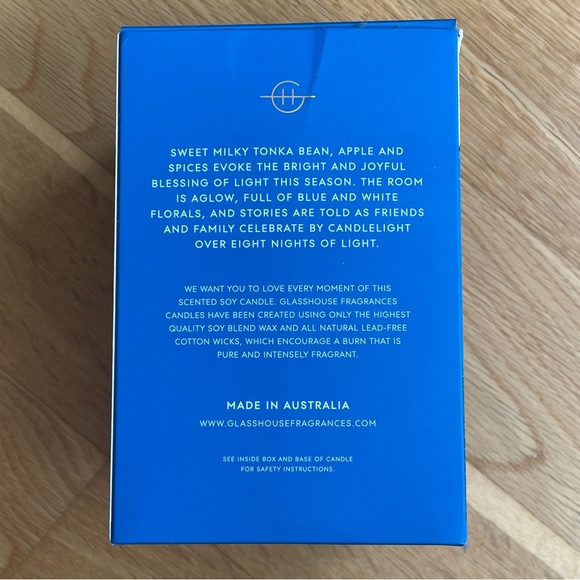 GH
SWEET MILKY TONKA BEAN, APPLE AND
SPICES EVOKE THE BRIGHT AND JOYFUL
BLESSING OF LIGHT THIS SEASON. THE ROOM
IS AGLOW, FULL OF BLUE AND WHITE
FLORALS, AND STORIES ARE TOLD AS FRIENDS
AND FAMILY CELEBRATE BY CANDLELIGHT
OVER EIGHT NIGHTS OF LIGHT.
WE WANT YOU TO LOVE EVERY MOMENT OF THIS
SCENTED SOY CANDLE. GLASSHOUSE FRAGRANCES
CANDLES HAVE BEEN CREATED USING ONLY THE HIGHEST
QUALITY SOY BLEND WAX AND ALL NATURAL LEAD-FREE
COTTON WICKS, WHICH ENCOURAGE A BURN THAT IS
PURE AND INTENSELY FRAGRANT.
MADE IN AUSTRALIA
WWW.GLASSHOUSEFRAGRANCES.COM
SEE INSIDE BOX AND BASE OF CANDLE
FOR SAFETY INSTRUCTIONS.